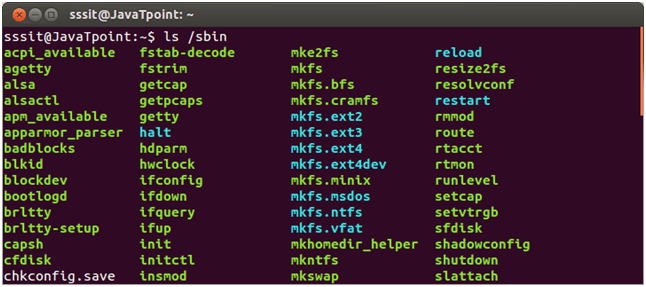 sssit@JavaTpoint: ~
sssit@JavaTpoint:~$ ls /sbin
acpi_available fstab-decode mke2fs reload
agetty fstrim mkfs resize2fs
alsa getcap mkfs.bfs resolvconf
alsactl getpcaps mkfs.cramfs restart
apm_available getty mkfs.ext2 rmmod
apparmor_parser halt mkfs.ext3 route
badblocks hdparm mkfs.ext4 rtacct
blkid hwclock mkfs.ext4dev rtmon
blockdev ifconfig mkfs.minix runlevel
bootlogd ifdown mkfs.msdos setcap
brltty ifquery mkfs.ntfs setvtrgb
brltty-setup ifup mkfs.vfat sfdisk
capsh init mkhomedir_helper shadowconfig
cfdisk initctl mkntfs shutdown
chkconfig.save insmod mkswap slattach